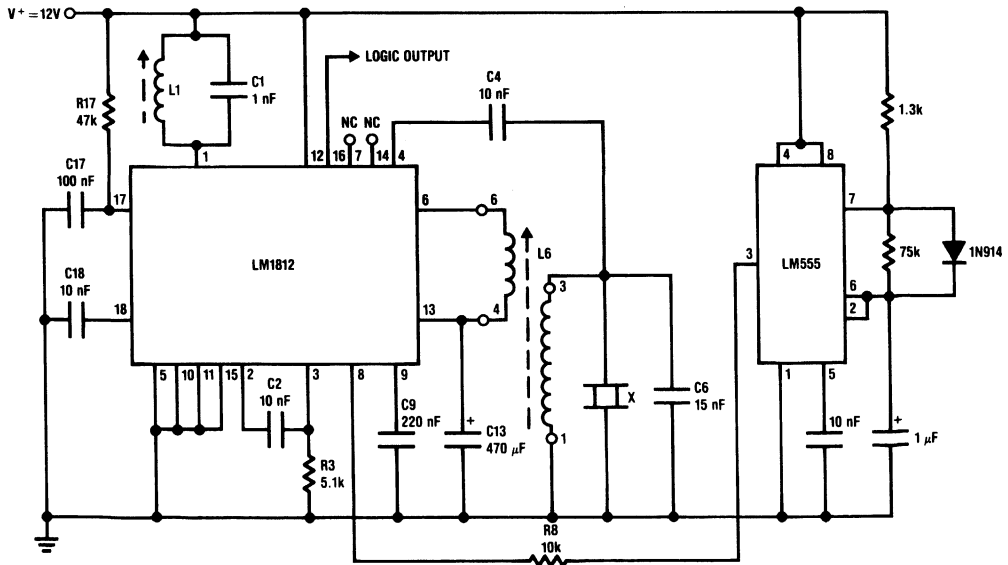 V+ = 12V
LOGIC OUTPUT
L1
C1
1 nF
R17
47k
C4
10 nF
1.3k
NC NC
1
12 16 7 14 4
4 8
C17
100 nF
17
6
6
7
LM1812
L6
75k
1N914
3
LM555
C18
10 nF
18
13
4
3
6
2
5 10 11 15 2
3
8
9
1
5
C2
10 nF
C9
220 nF
+
C13
470 μF
X
C6
15 nF
1
10 nF
+
1 μF
R3
5.1k
R8
10k